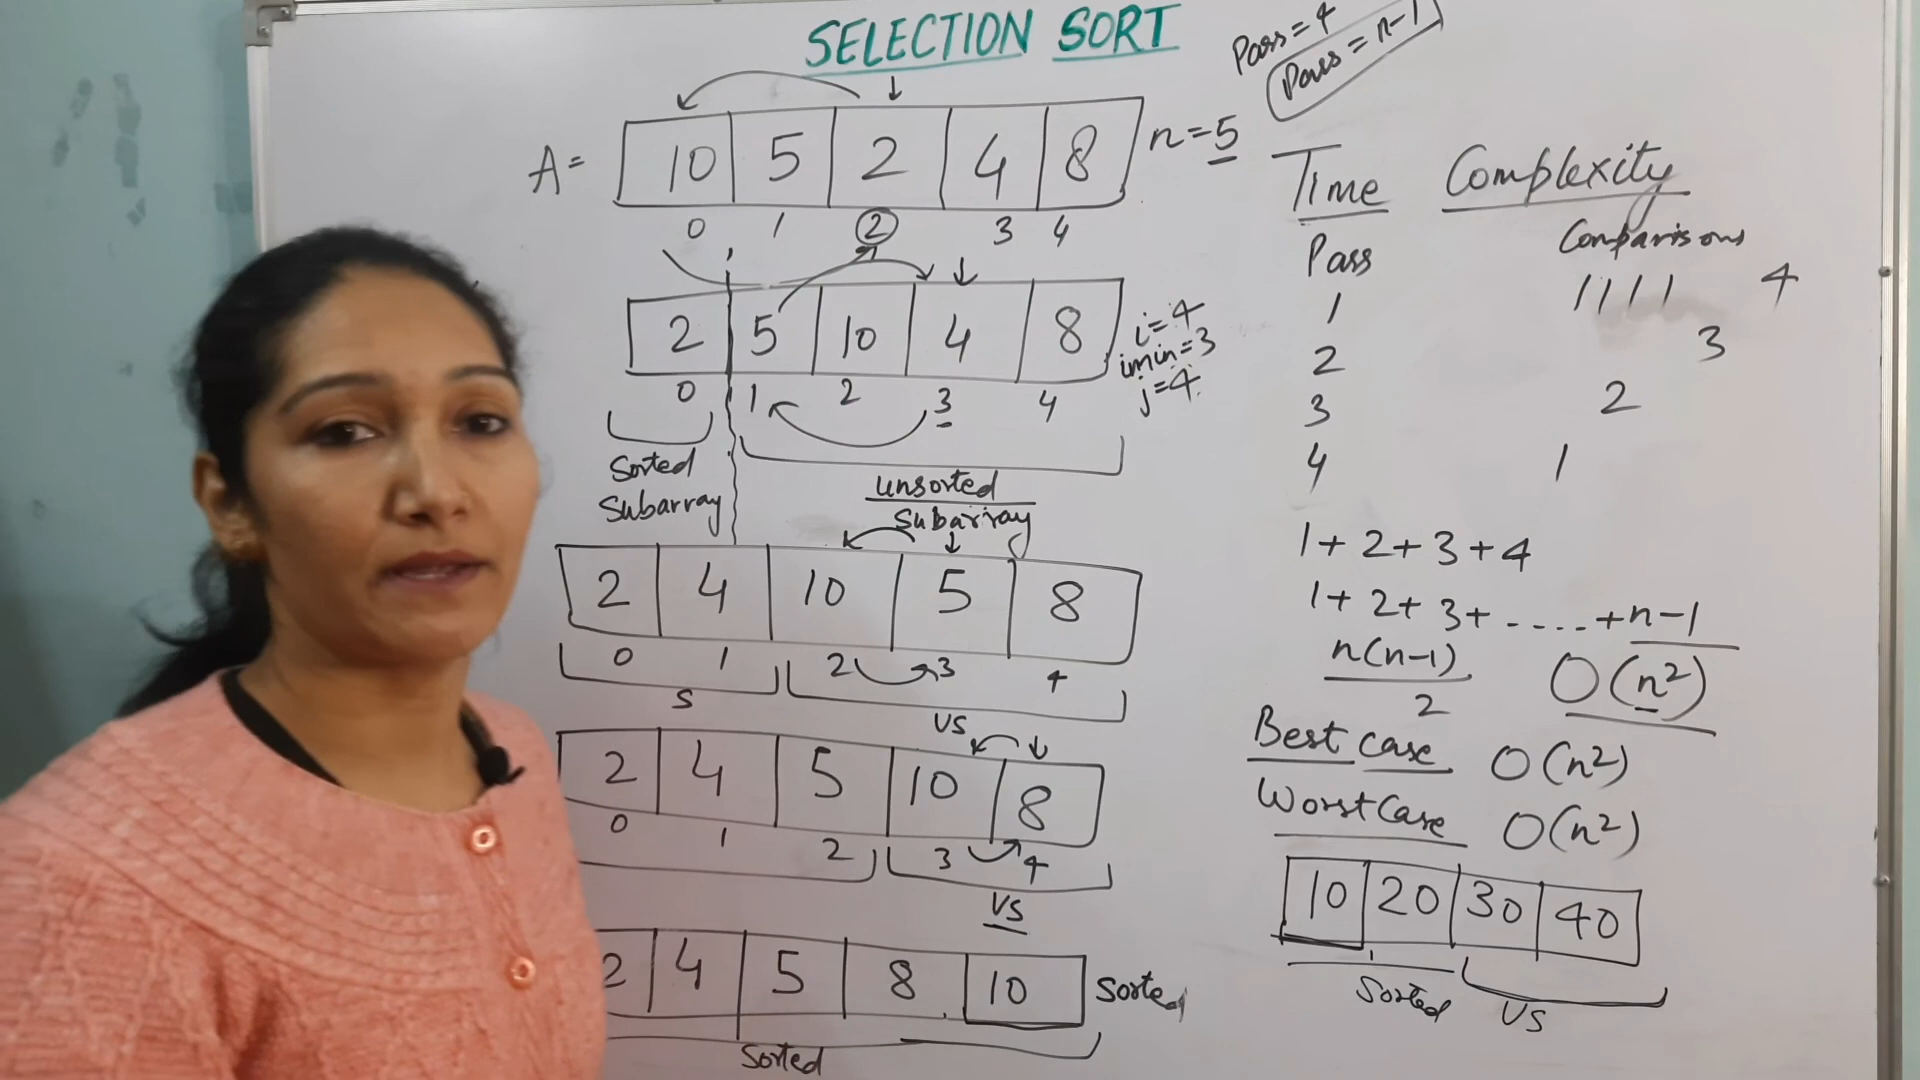 SELECTION SORT
Pass = 4
Pass = n-1
A= 10 5 2 4 8 n=5
0 1 2 3 4
2 5 10 4 8
0 1 2 3 4
i=4
imin=3
j=4
Sorted
Subarray
unsorted
Subarray
2 4 10 5 8
0 1 2 3 4
S US
2 4 5 10 8
0 1 2 3 4
US
2 4 5 8 10 Sorted
Sorted
Time Complexity
Pass Comparisons
1 1111 4
2 3
3 2
4 1
1+2+3+4
1+2+3+.....+n-1
n(n-1)
2
O(n²)
Best case O(n²)
Worst Case O(n²)
10 20 30 40
Sorted US